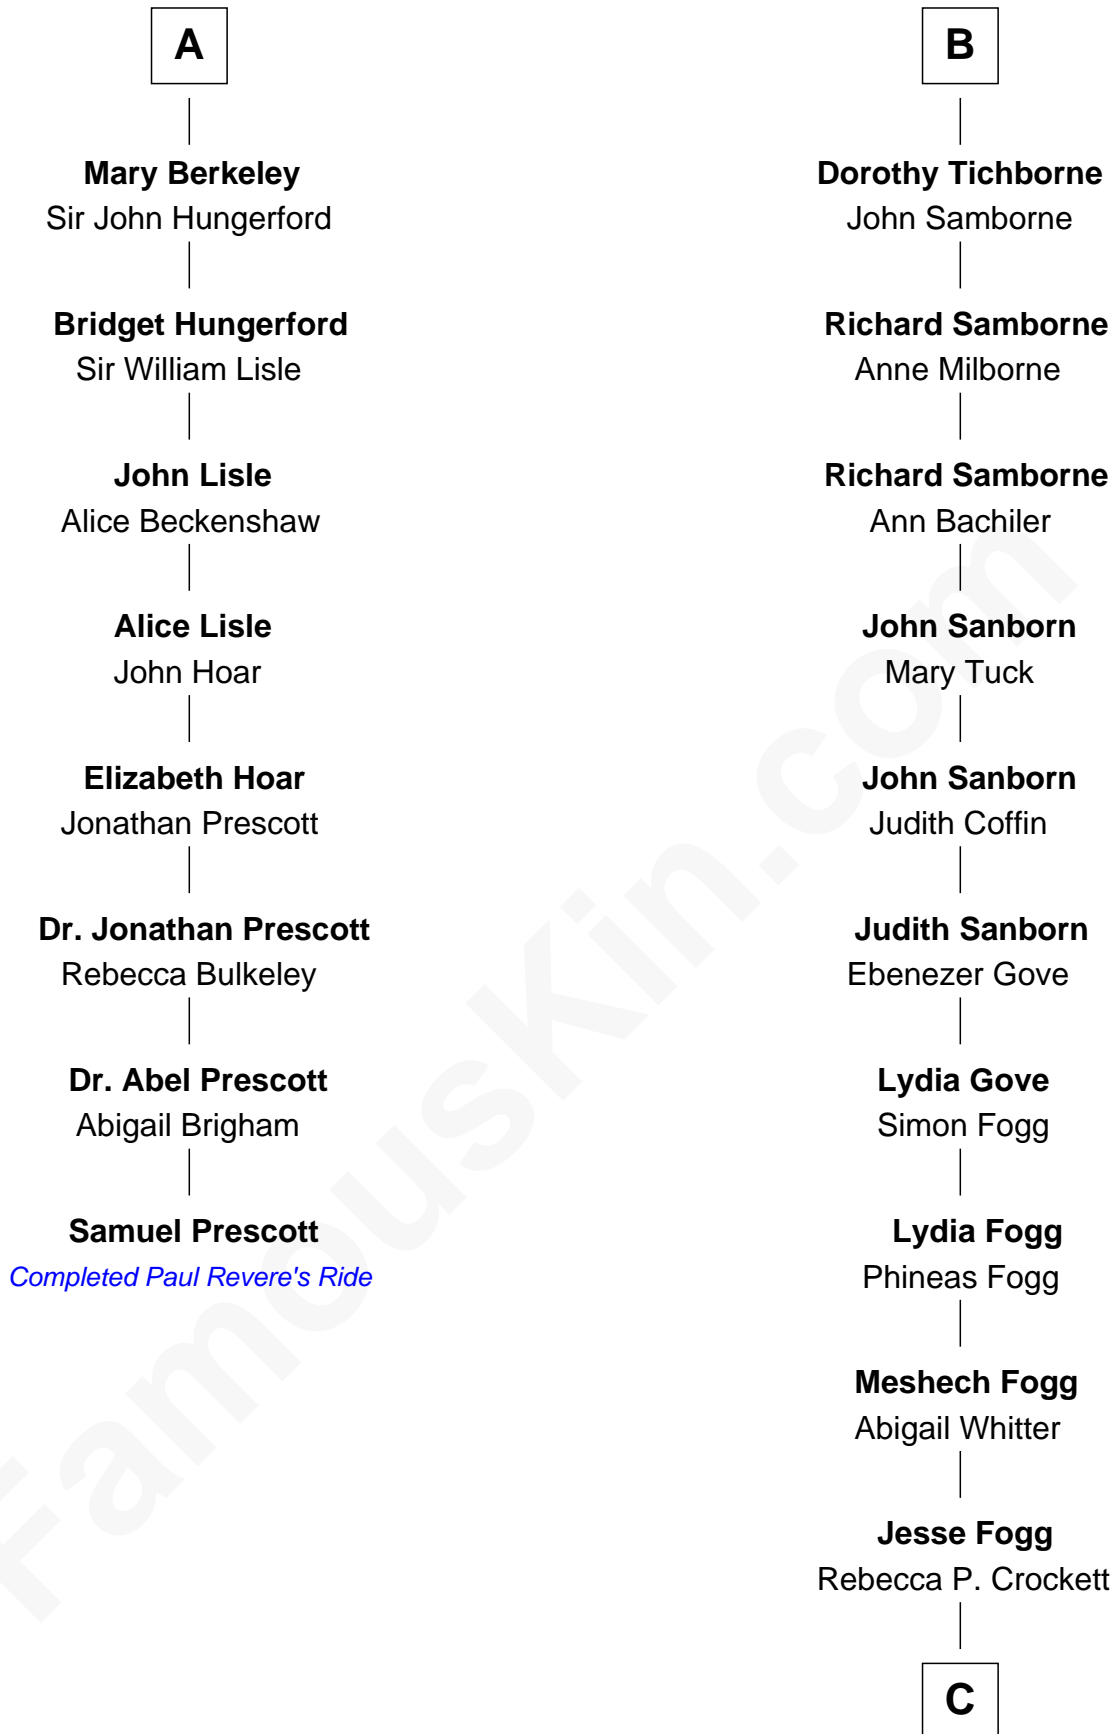 A
Mary Berkeley
Sir John Hungerford
Bridget Hungerford
Sir William Lisle
John Lisle
Alice Beckenshaw
Alice Lisle
John Hoar
Elizabeth Hoar
Jonathan Prescott
Dr. Jonathan Prescott
Rebecca Bulkeley
Dr. Abel Prescott
Abigail Brigham
Samuel Prescott
Completed Paul Revere's Ride
B
Dorothy Tichborne
John Samborne
Richard Samborne
Anne Milborne
Richard Samborne
Ann Bachiler
John Sanborn
Mary Tuck
John Sanborn
Judith Coffin
Judith Sanborn
Ebenezer Gove
Lydia Gove
Simon Fogg
Lydia Fogg
Phineas Fogg
Meshech Fogg
Abigail Whitter
Jesse Fogg
Rebecca P. Crockett
C
FamousKin.com